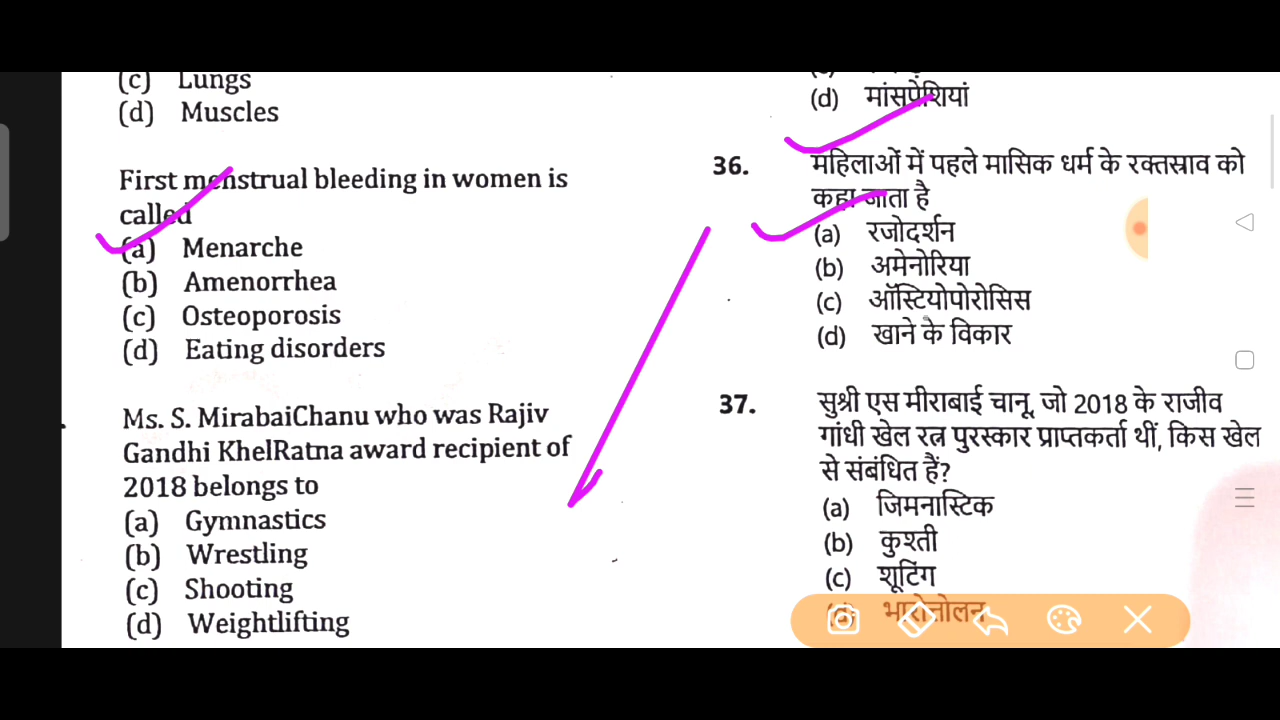 (c) Lungs
(d) Muscles
First menstrual bleeding in women is
called
(a) Menarche
(b) Amenorrhea
(c) Osteoporosis
(d) Eating disorders
Ms. S. MirabaiChanu who was Rajiv
Gandhi KhelRatna award recipient of
2018 belongs to
(a) Gymnastics
(b) Wrestling
(c) Shooting
(d) Weightlifting
(d) मांसपेशियां
36. महिलाओं में पहले मासिक धर्म के रक्तस्राव को
कहा जाता है
(a) रजोदर्शन
(b) अमेनोरिया
(c) ऑस्टियोपोरोसिस
(d) खाने के विकार
37. सुश्री एस मीराबाई चानू, जो 2018 के राजीव
गांधी खेल रत्न पुरस्कार प्राप्तकर्ता थीं, किस खेल
से संबंधित हैं?
(a) जिमनास्टिक
(b) कुश्ती
(c) शूटिंग
(d) भारोत्तोलन